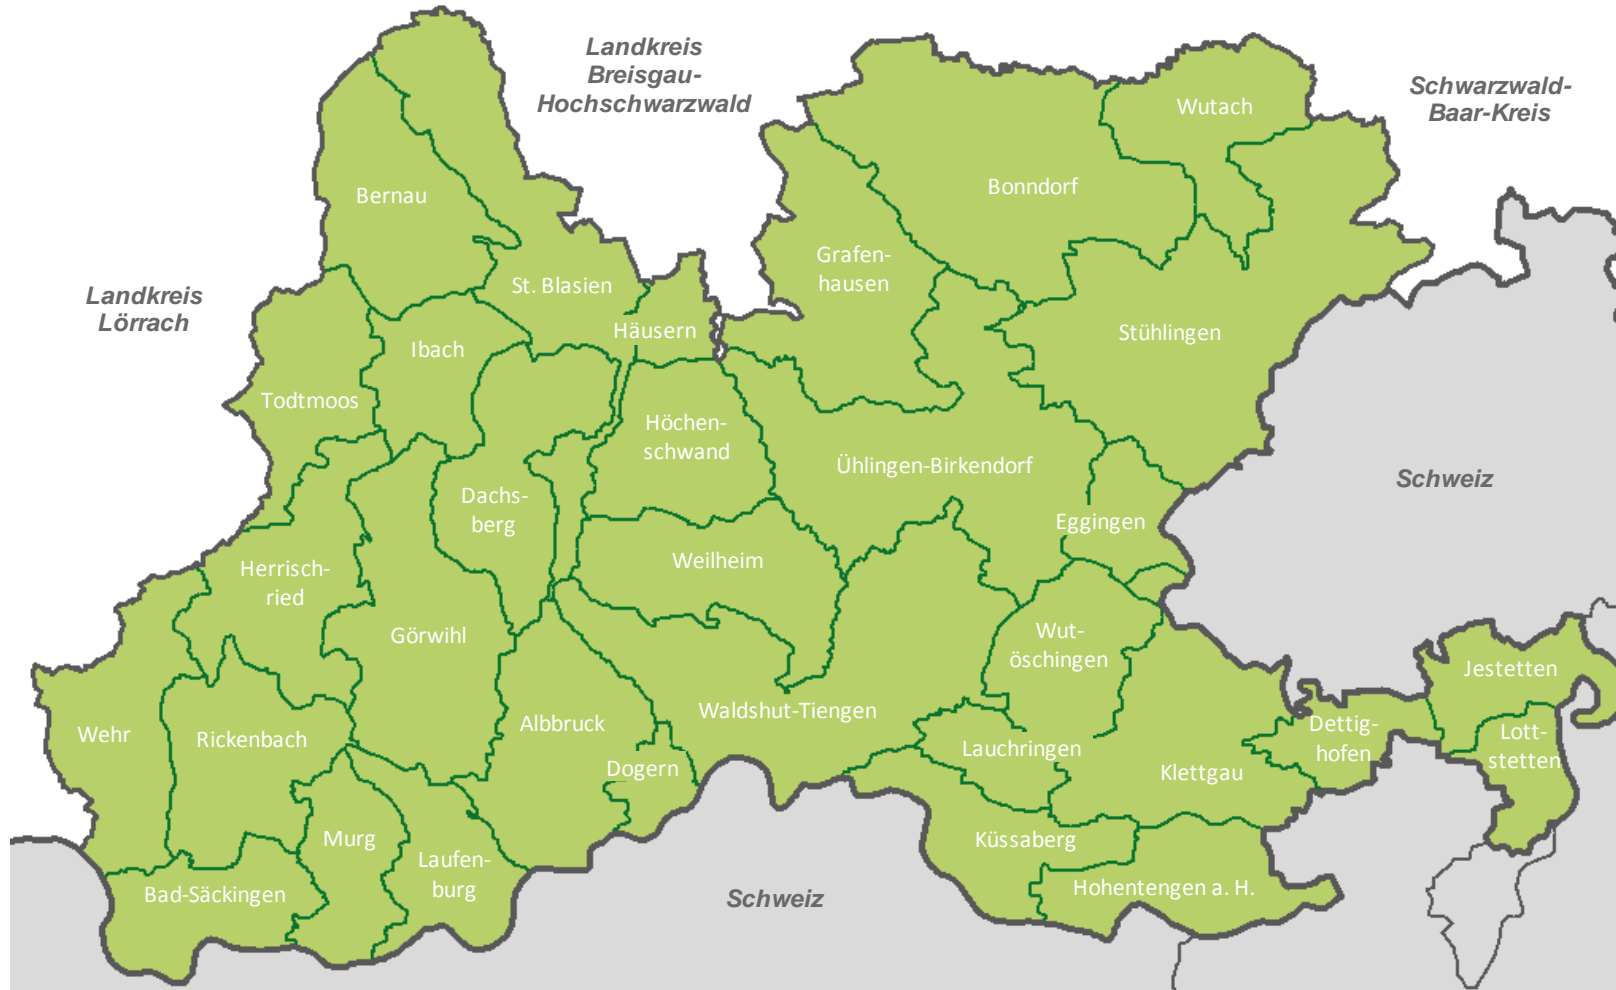 Landkreis
Breisgau-
Hochschwarzwald
Schwarzwald-
Baar-Kreis
Wutach
Bernau
Bonndorf
Grafen-
hausen
St. Blasien
Landkreis
Lörrach
Häusern
Stühlingen
Ibach
Todtmoos
Höchen-
schwand
Ühlingen-Birkendorf
Schweiz
Dachs-
berg
Eggingen
Weilheim
Herrisch-
ried
Görwihl
Wut-
öschingen
Jestetten
Wehr
Rickenbach
Albbruck
Waldshut-Tiengen
Dettig-
hofen
Lott-
stetten
Lauchringen
Dogern
Klettgau
Murg
Küssaberg
Laufen-
burg
Bad-Säckingen
Schweiz
Hohentengen a. H.